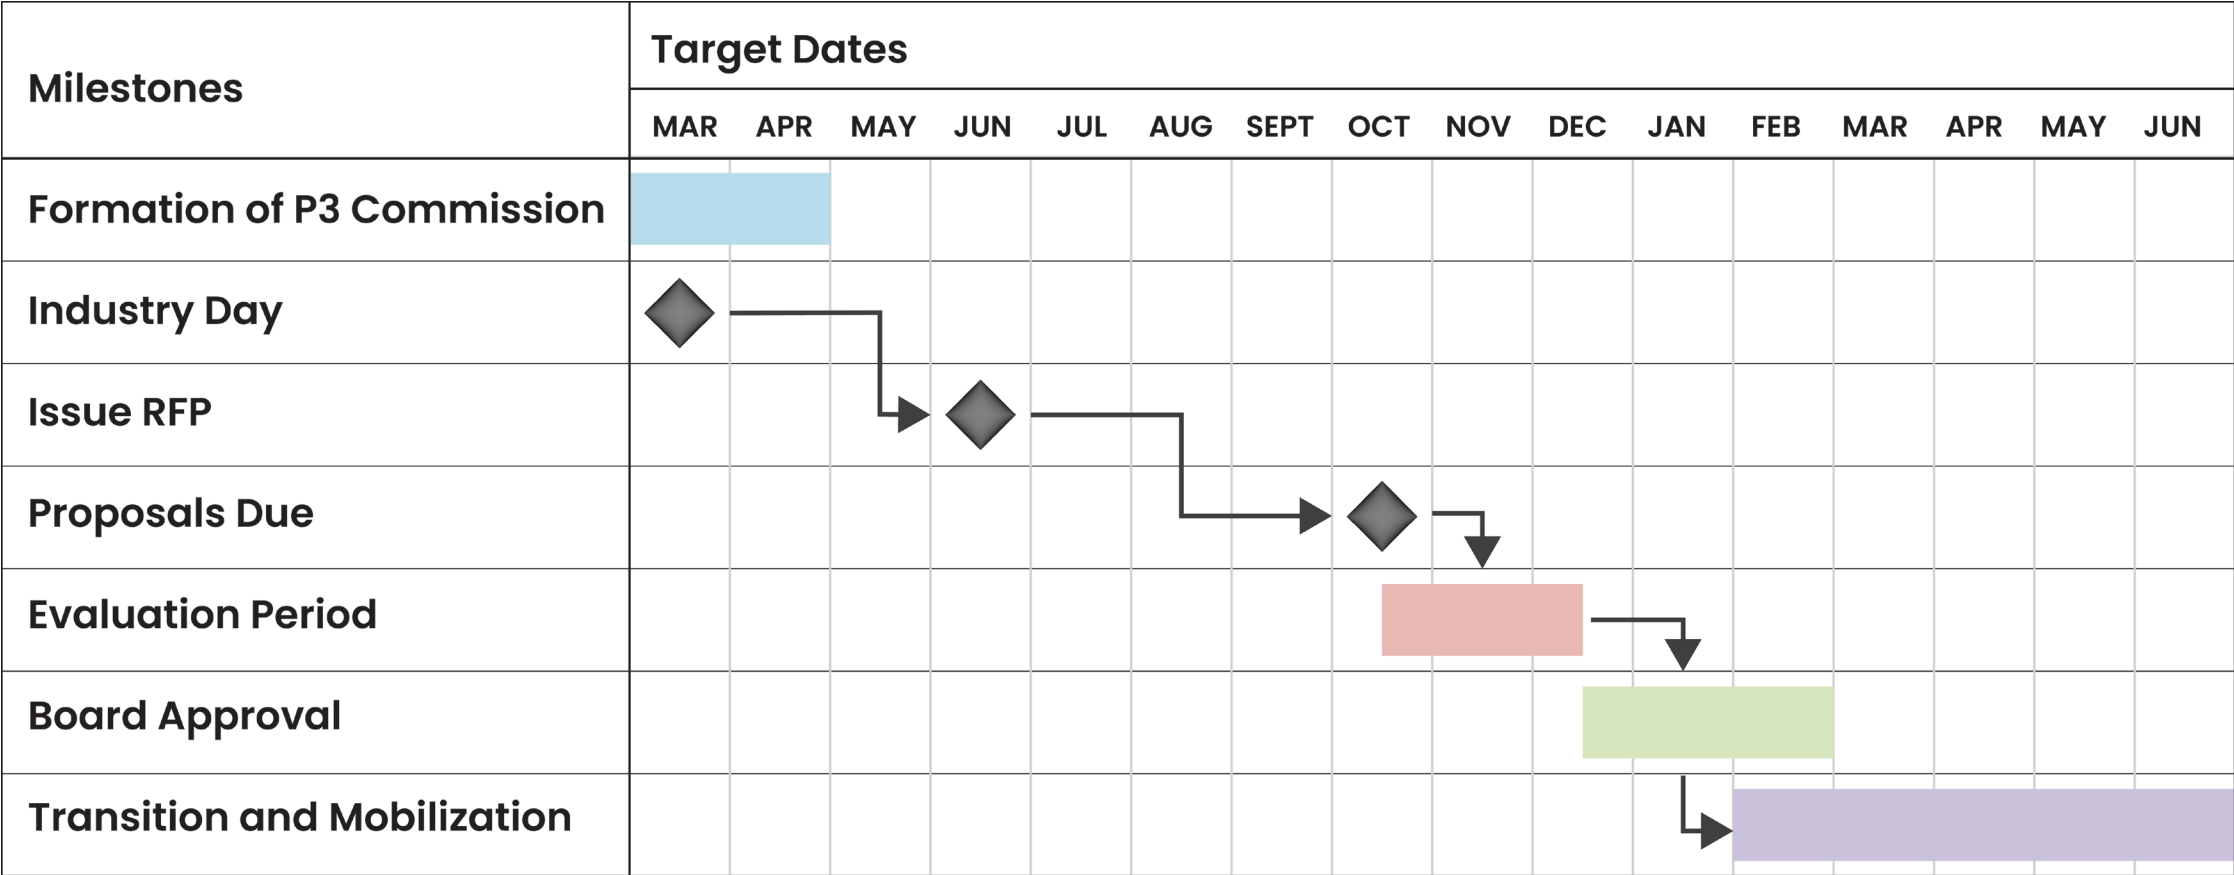 Milestones
Target Dates
MAR APR MAY JUN JUL AUG SEPT OCT NOV DEC JAN FEB MAR APR MAY JUN
Formation of P3 Commission
Industry Day
Issue RFP
Proposals Due
Evaluation Period
Board Approval
Transition and Mobilization